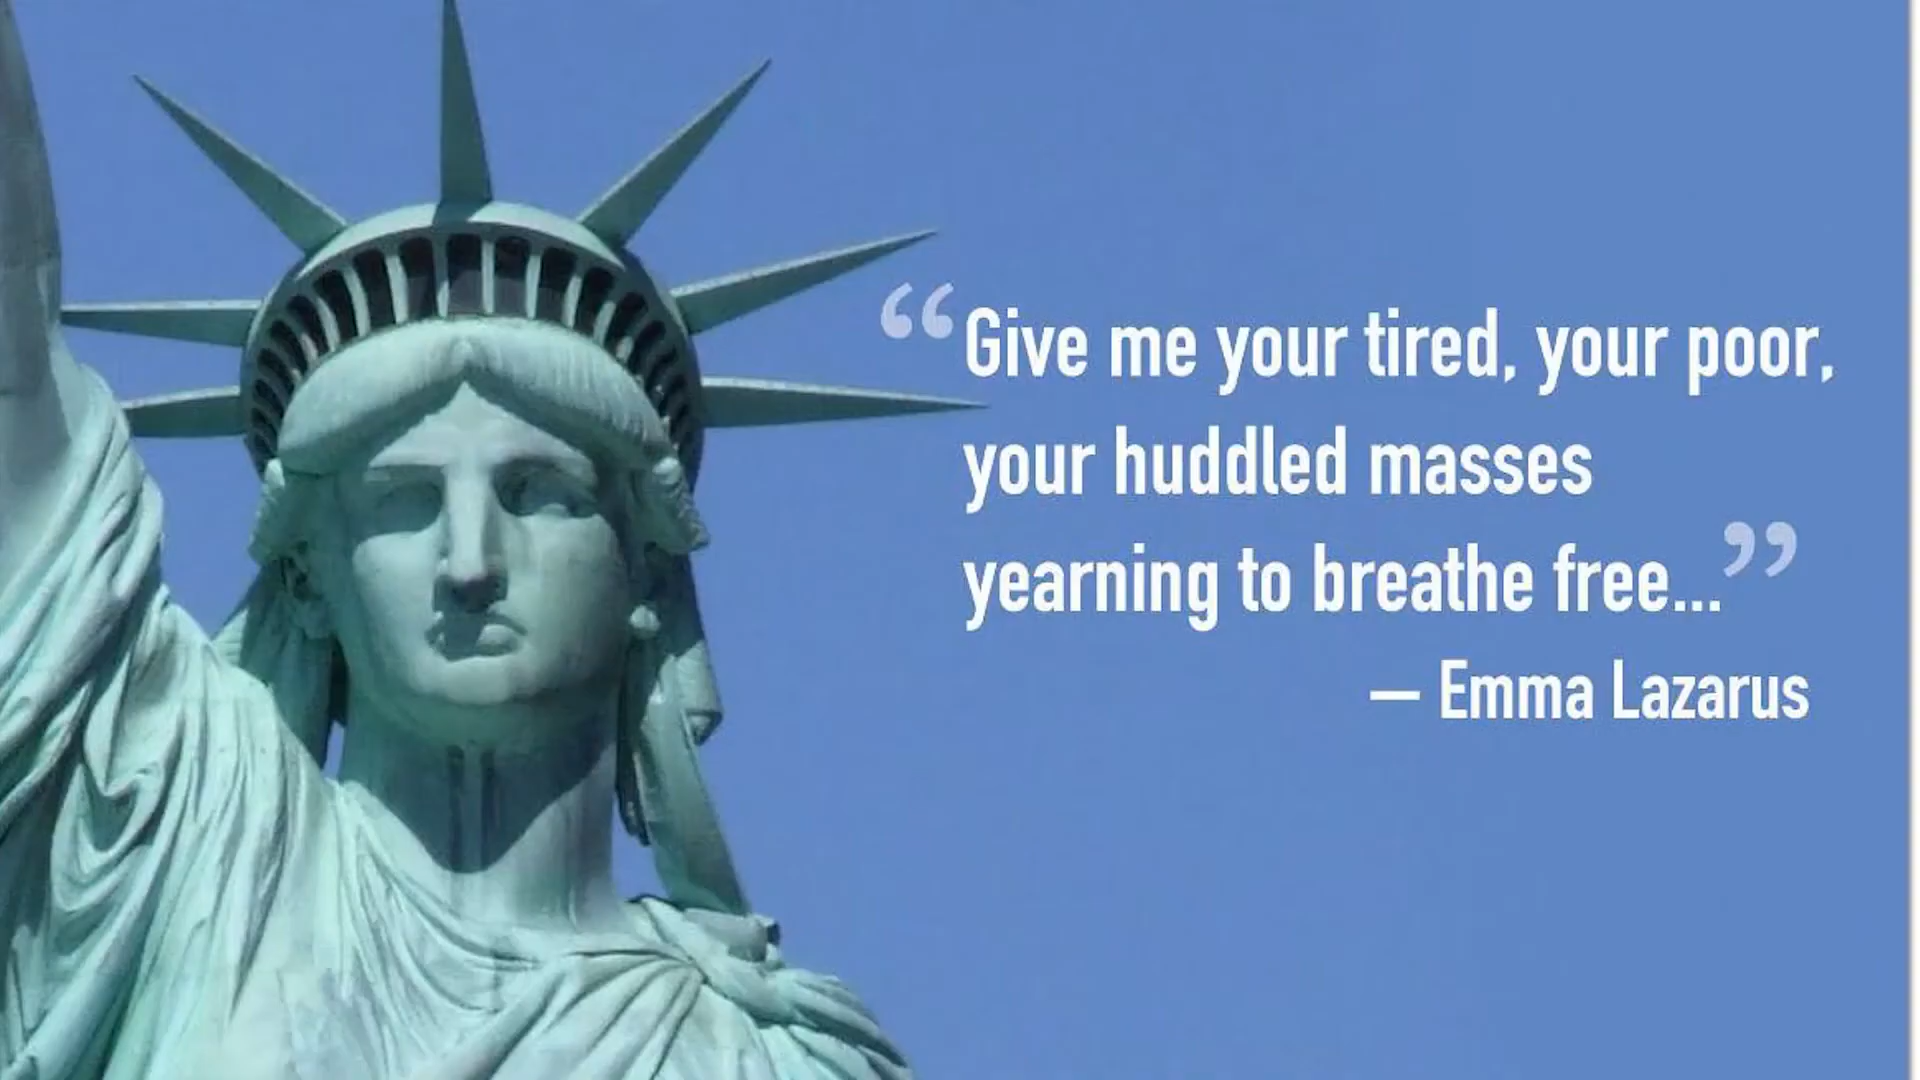 “Give me your tired, your poor,
your huddled masses
yearning to breathe free...”
– Emma Lazarus